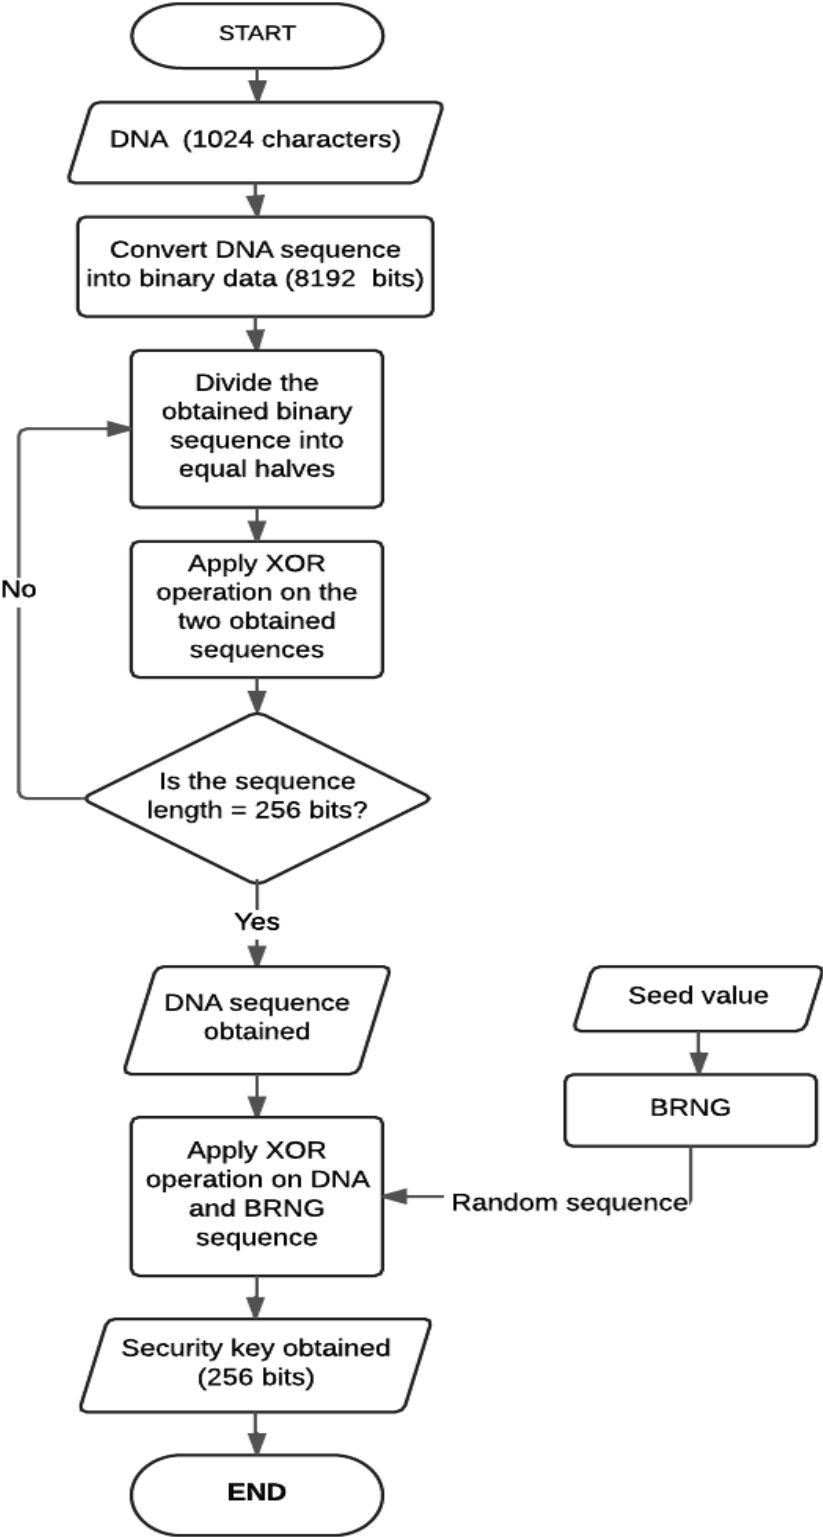 START
DNA (1024 characters)
Convert DNA sequence
into binary data (8192 bits)
Divide the
obtained binary
sequence into
equal halves
No
Apply XOR
operation on the
two obtained
sequences
Is the sequence
length = 256 bits?
Yes
DNA sequence
obtained
Seed value
BRNG
Apply XOR
operation on DNA
and BRNG
sequence
Random sequence
Security key obtained
(256 bits)
END